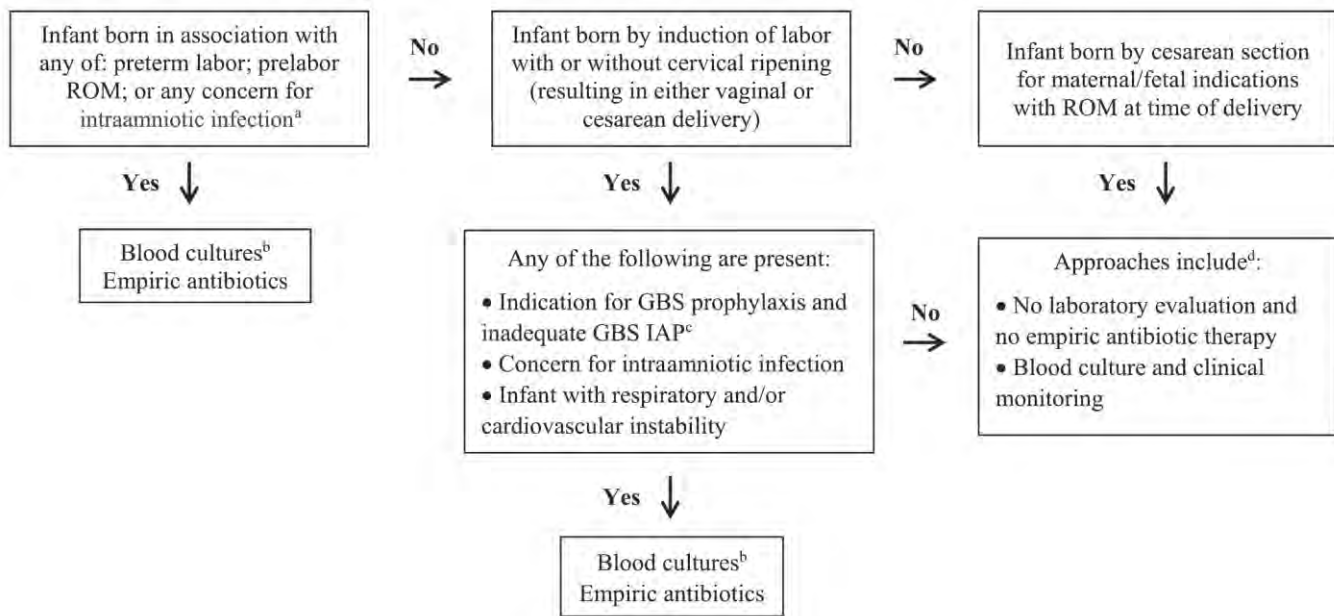 Infant born in association with
any of: preterm labor; prelabor
ROM; or any concern for
intraamniotic infectionᵃ
No
Infant born by induction of labor
with or without cervical ripening
(resulting in either vaginal or
cesarean delivery)
No
Infant born by cesarean section
for maternal/fetal indications
with ROM at time of delivery
Yes
Yes
Yes
Blood culturesᵇ
Empiric antibiotics
Any of the following are present:
• Indication for GBS prophylaxis and
inadequate GBS IAPᶜ
• Concern for intraamniotic infection
• Infant with respiratory and/or
cardiovascular instability
No
Approaches includeᵈ:
• No laboratory evaluation and
no empiric antibiotic therapy
• Blood culture and clinical
monitoring
Yes
Blood culturesᵇ
Empiric antibiotics